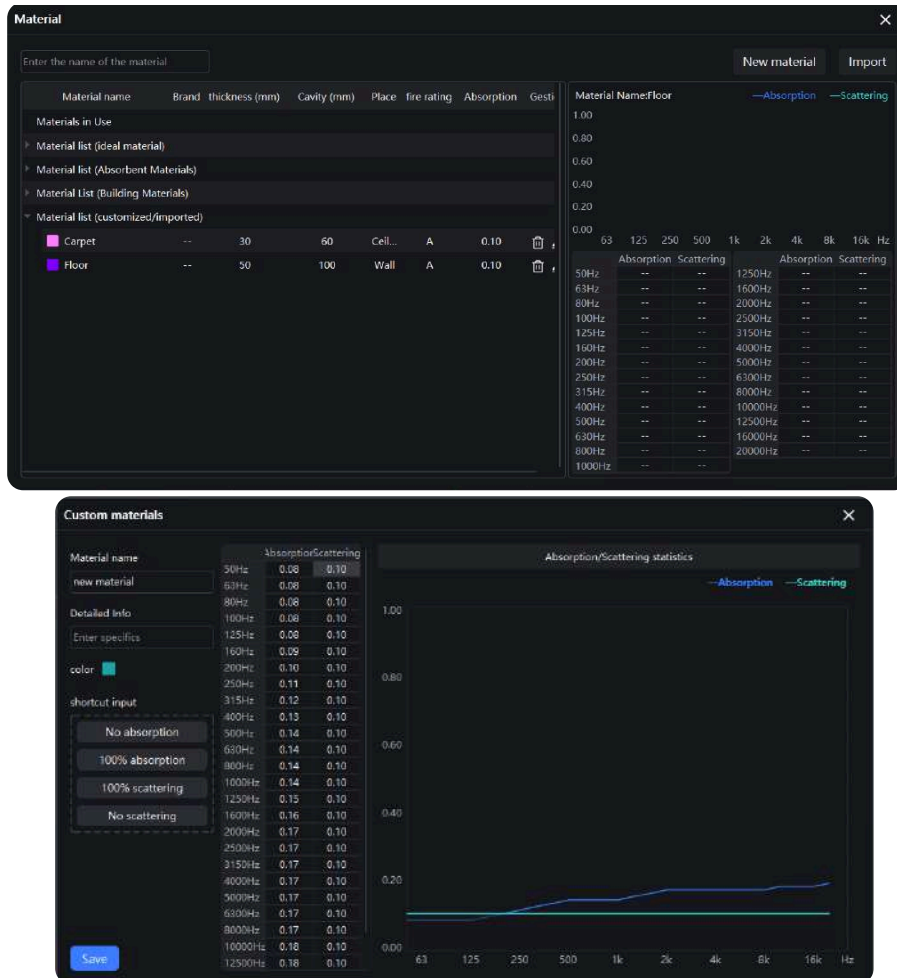 Material
Enter the name of the material
New material Import
Material name Brand thickness (mm) Cavity (mm) Place fire rating Absorption Gesti
Materials in Use
Material list (ideal material)
Material list (Absorbent Materials)
Material List (Building Materials)
Material list (customized/imported)
Carpet -- 30 60 Ceil... A 0.10
Floor -- 50 100 Wall A 0.10
Material Name:Floor —Absorption —Scattering
1.00
0.80
0.60
0.40
0.20
0.00
63 125 250 500 1k 2k 4k 8k 16k Hz
Absorption Scattering Absorption Scattering
50Hz -- -- 1250Hz -- --
63Hz -- -- 1600Hz -- --
80Hz -- -- 2000Hz -- --
100Hz -- -- 2500Hz -- --
125Hz -- -- 3150Hz -- --
160Hz -- -- 4000Hz -- --
200Hz -- -- 5000Hz -- --
250Hz -- -- 6300Hz -- --
315Hz -- -- 8000Hz -- --
400Hz -- -- 10000Hz -- --
500Hz -- -- 12500Hz -- --
630Hz -- -- 16000Hz -- --
800Hz -- -- 20000Hz -- --
1000Hz -- --
Custom materials
Material name
new material
Detailed Info
Enter specifics
color
shortcut input
No absorption
100% absorption
100% scattering
No scattering
Save
Absorption Scattering
50Hz 0.08 0.10
63Hz 0.08 0.10
80Hz 0.08 0.10
100Hz 0.08 0.10
125Hz 0.08 0.10
160Hz 0.09 0.10
200Hz 0.10 0.10
250Hz 0.11 0.10
315Hz 0.12 0.10
400Hz 0.13 0.10
500Hz 0.14 0.10
630Hz 0.14 0.10
800Hz 0.14 0.10
1000Hz 0.14 0.10
1250Hz 0.15 0.10
1600Hz 0.16 0.10
2000Hz 0.17 0.10
2500Hz 0.17 0.10
3150Hz 0.17 0.10
4000Hz 0.17 0.10
5000Hz 0.17 0.10
6300Hz 0.17 0.10
8000Hz 0.17 0.10
10000Hz 0.18 0.10
12500Hz 0.18 0.10
Absorption/Scattering statistics
—Absorption —Scattering
1.00
0.80
0.60
0.40
0.20
0.00
63 125 250 500 1k 2k 4k 8k 16k Hz